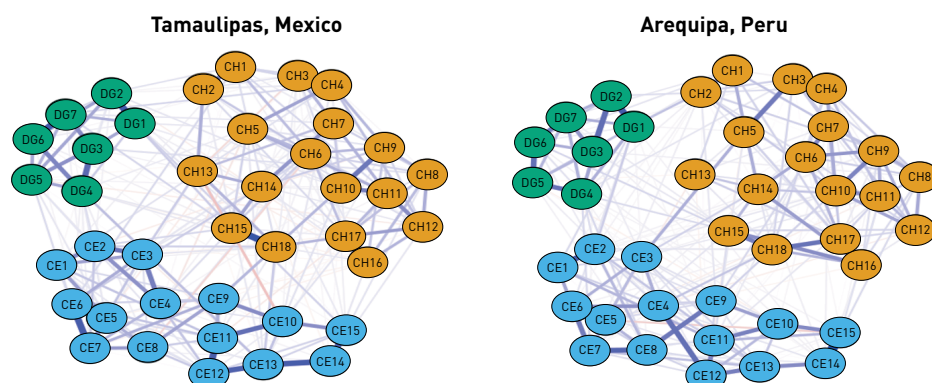 Tamaulipas, Mexico
CH1
CH2
CH3
CH4
DG2
DG7
DG1
DG6
DG3
DG5
DG4
CH5
CH7
CH6
CH9
CH13
CH14
CH10
CH11
CH8
CH15
CH18
CH17
CH12
CH16
CE2
CE1
CE3
CE6
CE5
CE4
CE7
CE8
CE9
CE10
CE11
CE15
CE12
CE13
CE14
Arequipa, Peru
CH1
CH2
CH3
CH4
DG2
DG7
DG1
DG6
DG3
DG5
DG4
CH5
CH7
CH6
CH9
CH13
CH14
CH10
CH11
CH8
CH15
CH18
CH17
CH12
CH16
CE2
CE1
CE3
CE6
CE5
CE4
CE7
CE8
CE9
CE10
CE11
CE15
CE12
CE13
CE14